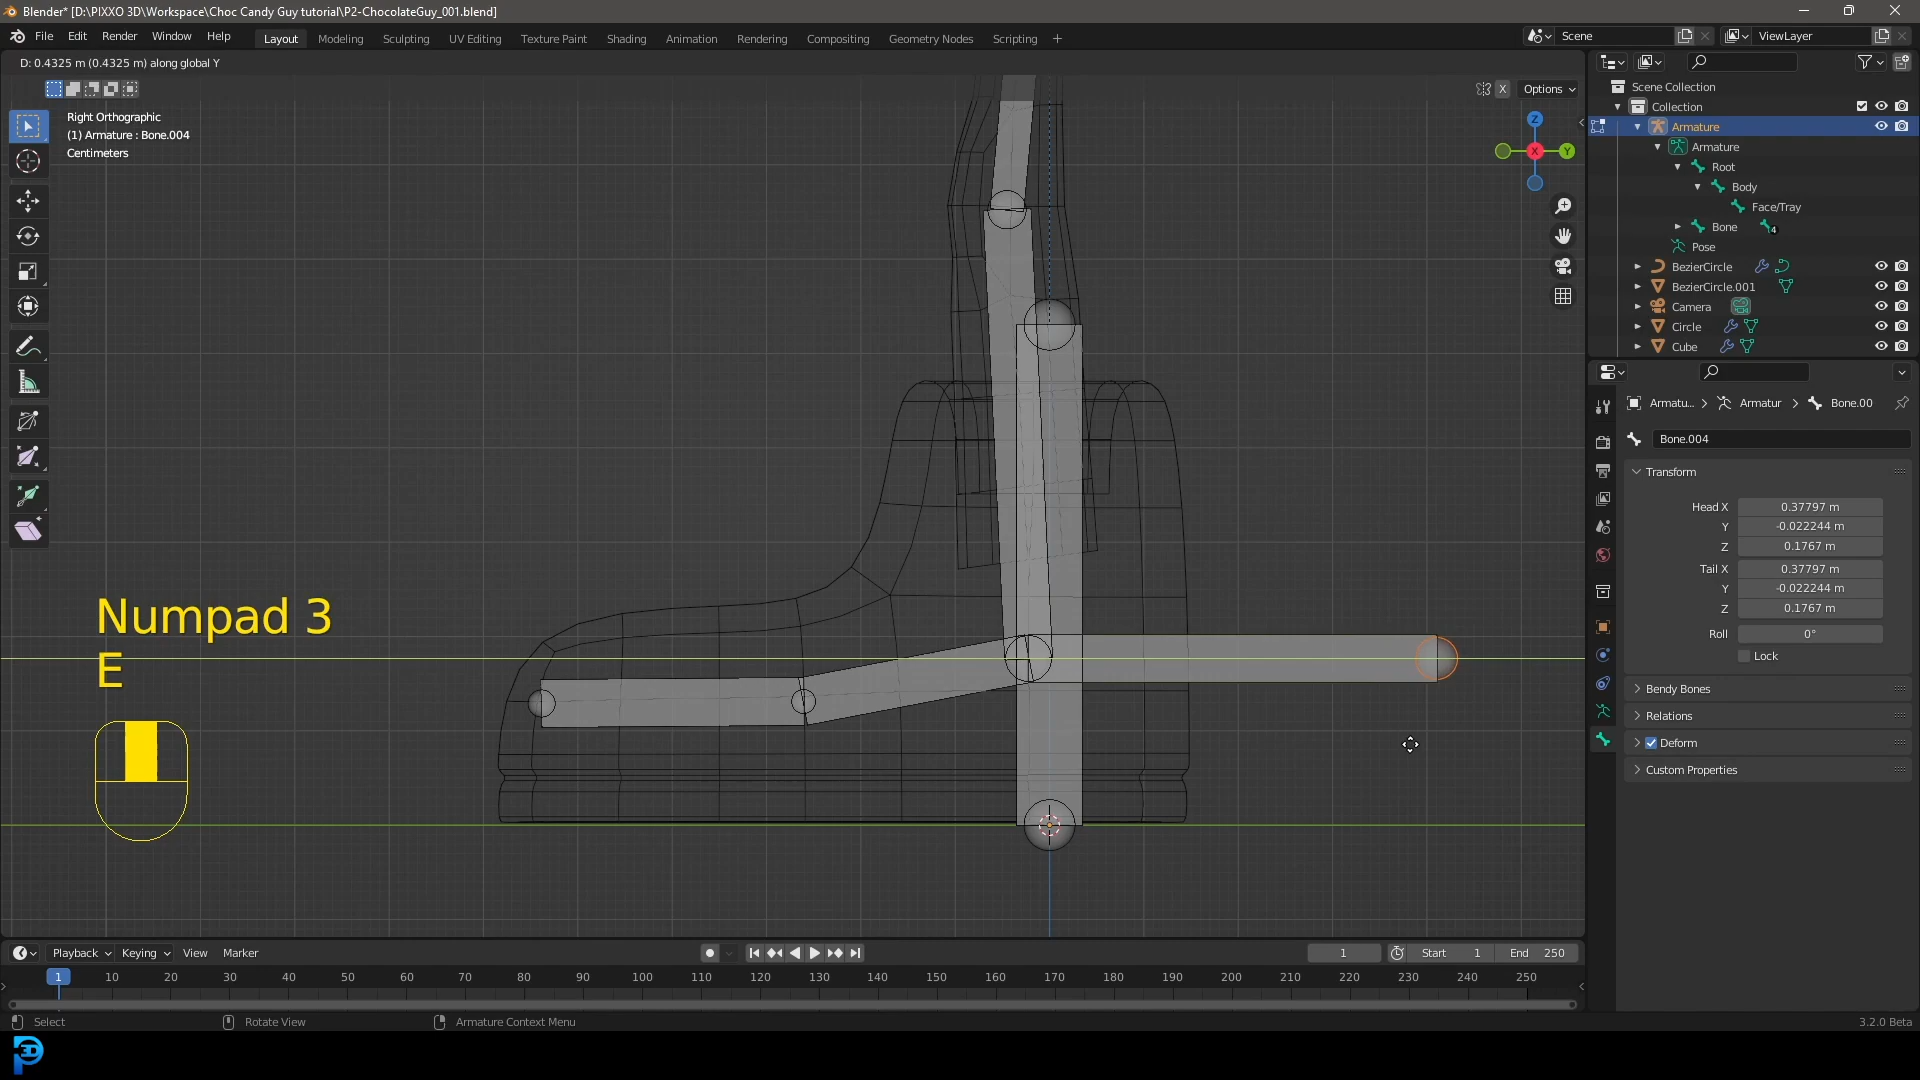 Blender* [D:\PIXXO 3D\Workspace\Choc Candy Guy tutorial\P2-ChocolateGuy_001.blend]
File Edit Render Window Help Layout Modeling Sculpting UV Editing Texture Paint Shading Animation Rendering Compositing Geometry Nodes Scripting + Scene ViewLayer
D: 0.4325 m (0.4325 m) along global Y
X Options
Right Orthographic
(1) Armature : Bone.004
Centimeters
Z
X
Y
Numpad 3
E
Scene Collection
Collection
Armature
Armature
Root
Body
Face/Tray
Bone 4
Pose
BezierCircle
BezierCircle.001
Camera
Circle
Cube
Armatu... > Armatur > Bone.00
Bone.004
Transform
Head X 0.37797 m
Y -0.022244 m
Z 0.1767 m
Tail X 0.37797 m
Y -0.022244 m
Z 0.1767 m
Roll 0°
Lock
Bendy Bones
Relations
Deform
Custom Properties
Playback Keying View Marker 1 Start 1 End 250
1 10 20 30 40 50 60 70 80 90 100 110 120 130 140 150 160 170 180 190 200 210 220 230 240 250
Select Rotate View Armature Context Menu 3.2.0 Beta
3D